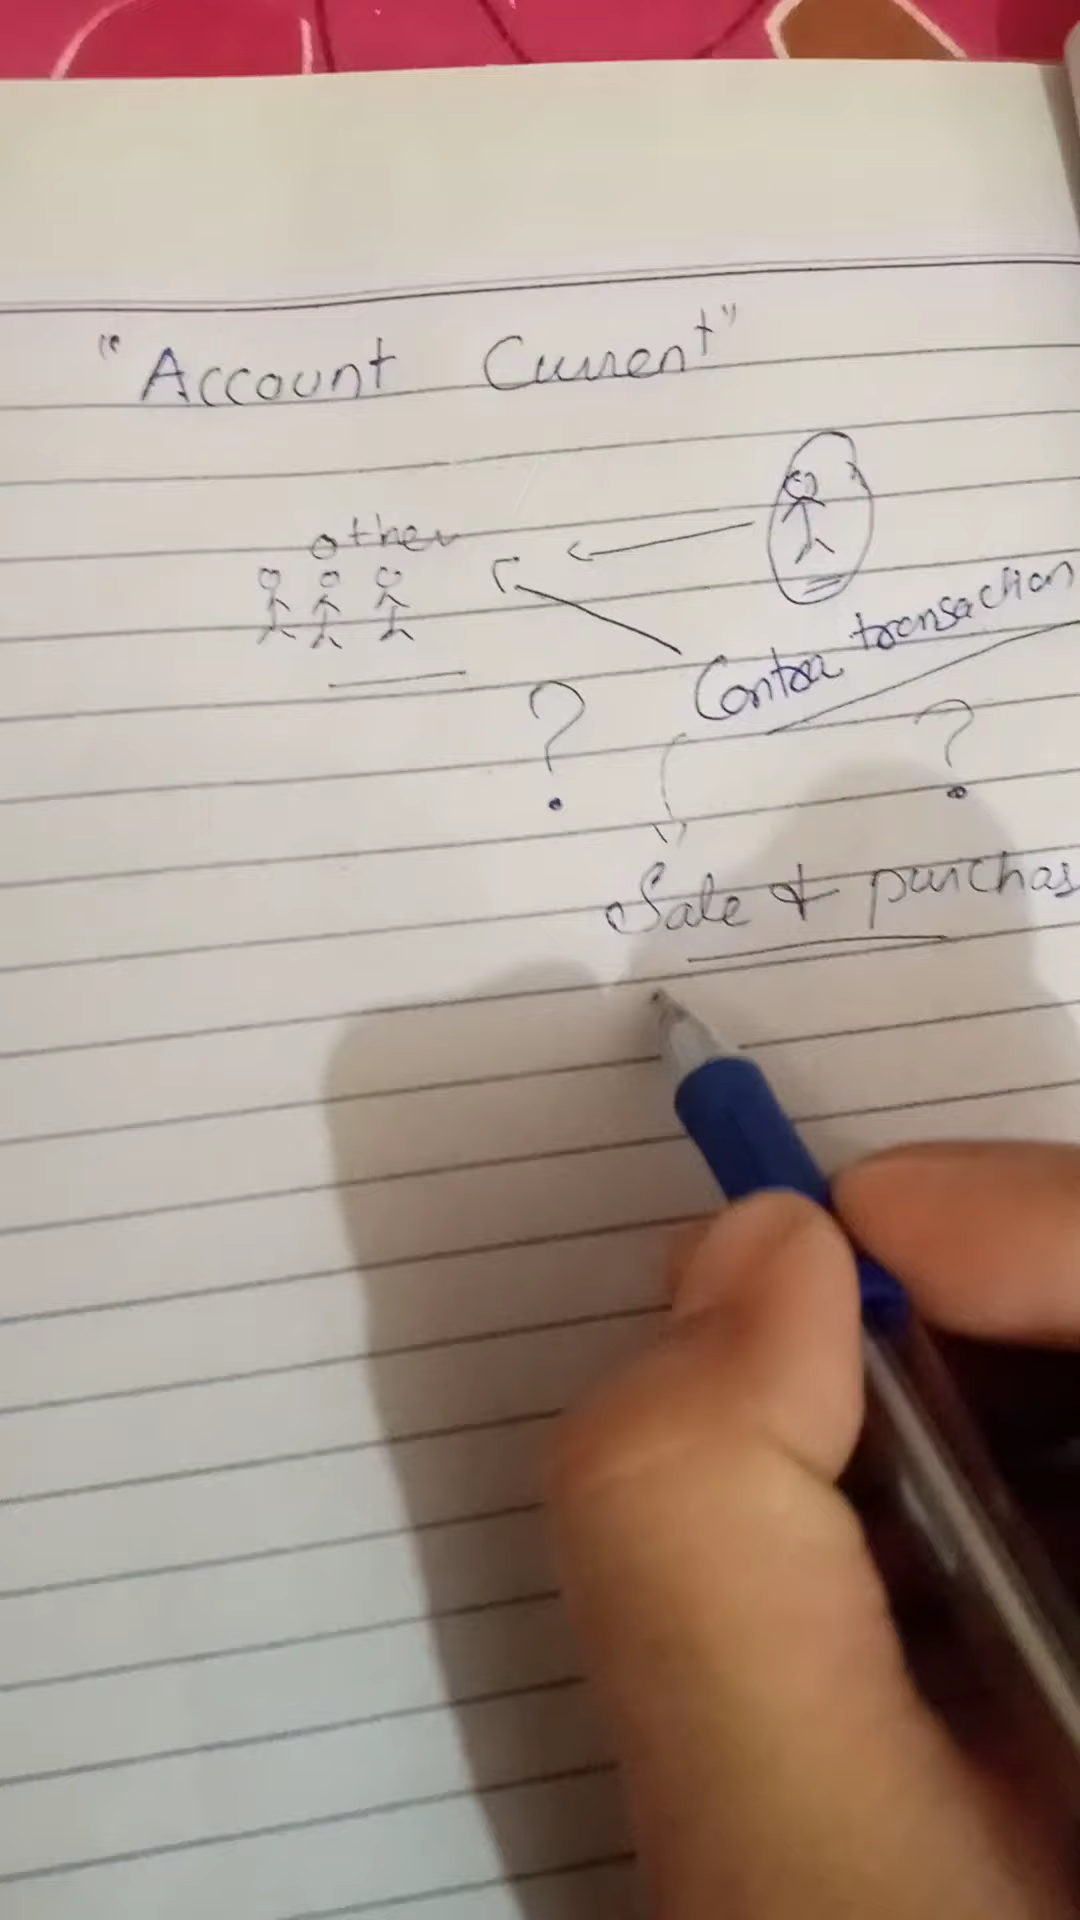 "Account Current"
other
Contra transaction
?
?
Sale & purchas